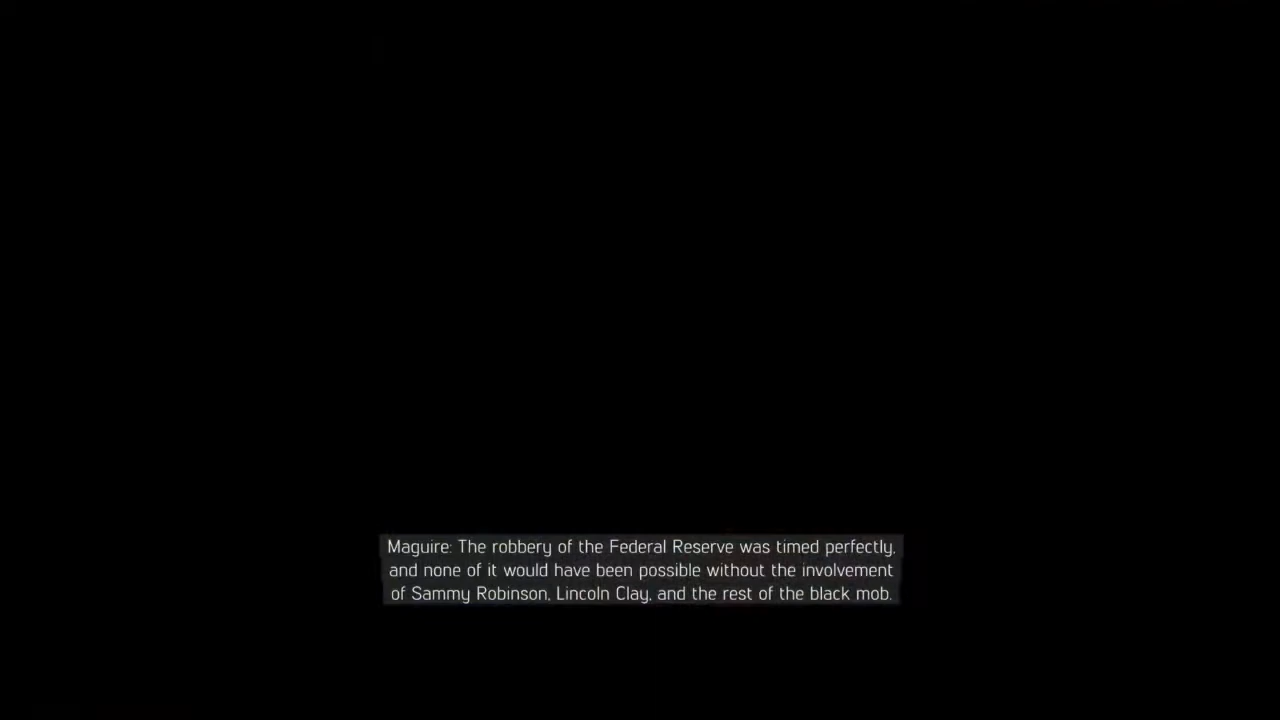 Maguire: The robbery of the Federal Reserve was timed perfectly,
and none of it would have been possible without the involvement
of Sammy Robinson, Lincoln Clay, and the rest of the black mob.